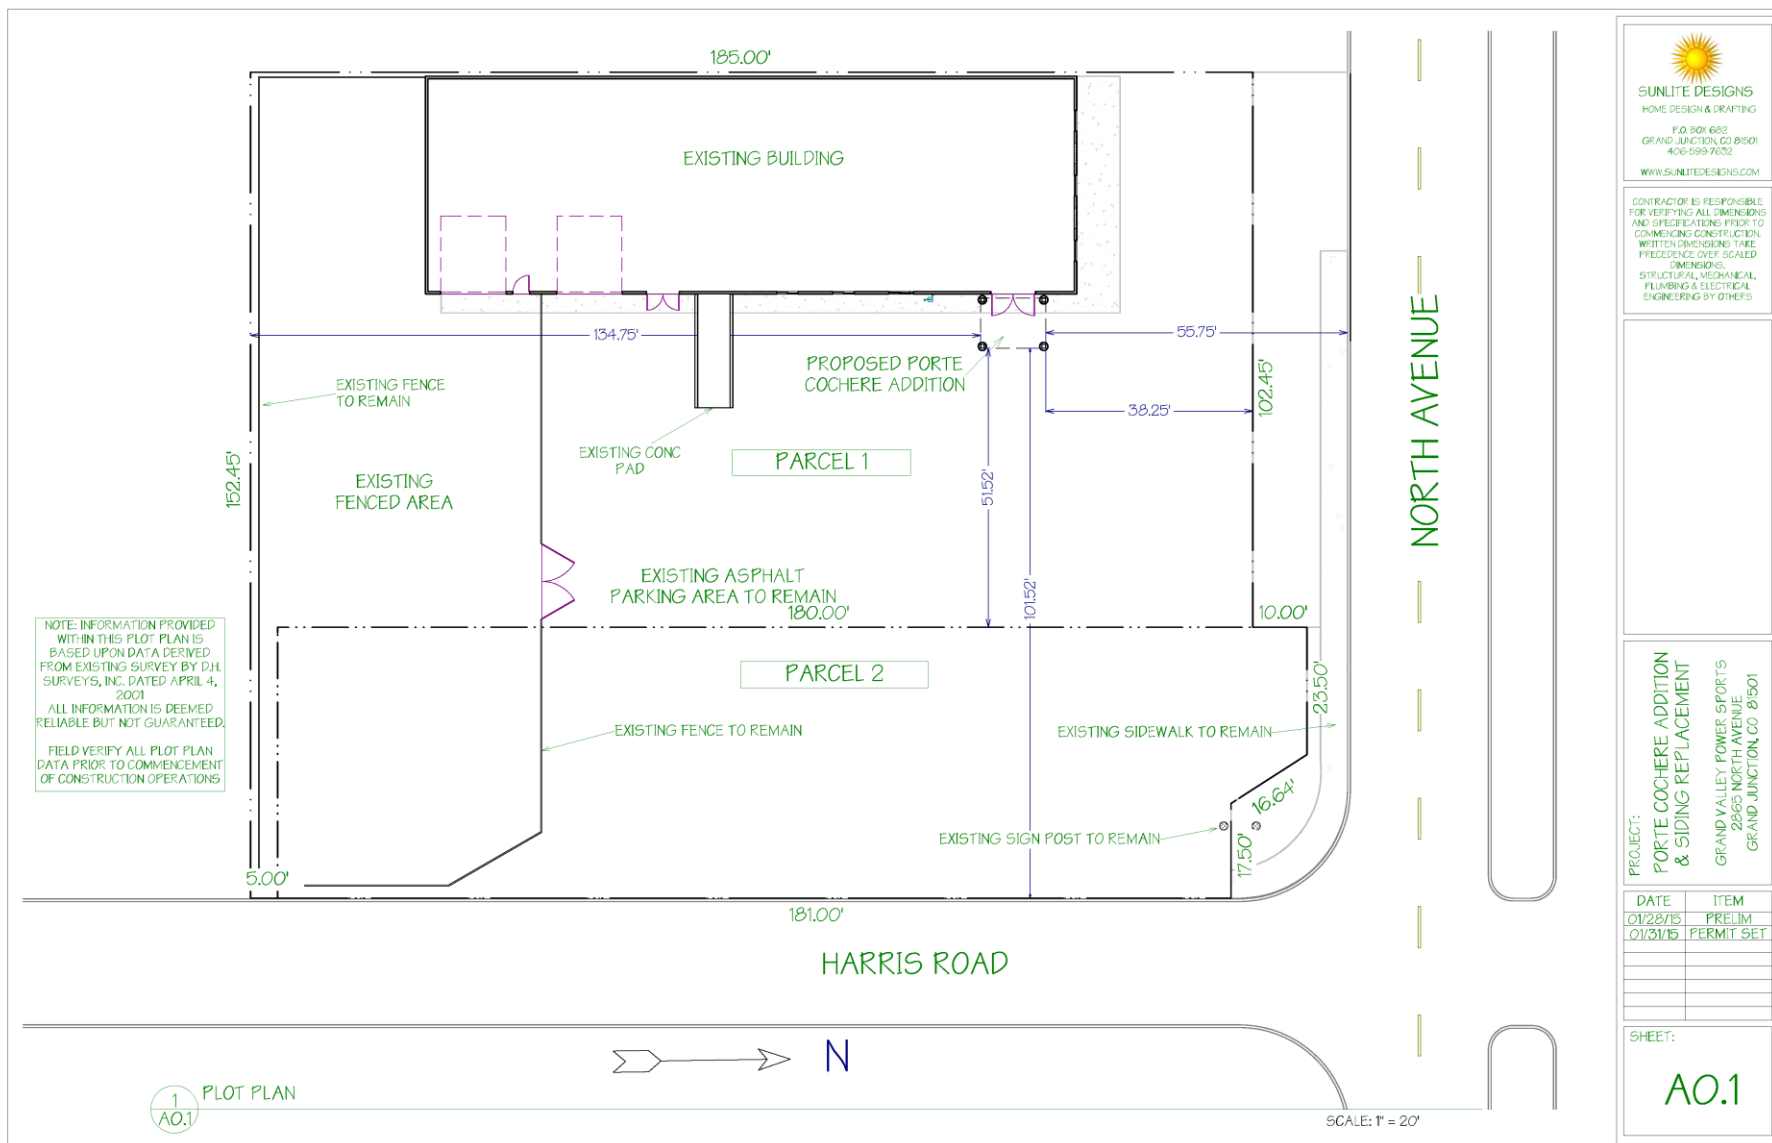 185.00'
EXISTING BUILDING
134.75'
55.75'
PROPOSED PORTE
COCHERE ADDITION
EXISTING FENCE
TO REMAIN
38.25'
102.45'
NORTH AVENUE
EXISTING CONC
PAD
PARCEL 1
152.45'
EXISTING
FENCED AREA
51.52'
EXISTING ASPHALT
PARKING AREA TO REMAIN
101.52'
180.00'
10.00'
NOTE: INFORMATION PROVIDED
WITHIN THIS PLOT PLAN IS
BASED UPON DATA DERIVED
FROM EXISTING SURVEY BY D.H.
SURVEYS, INC. DATED APRIL 4,
2001
ALL INFORMATION IS DEEMED
RELIABLE BUT NOT GUARANTEED.
FIELD VERIFY ALL PLOT PLAN
DATA PRIOR TO COMMENCEMENT
OF CONSTRUCTION OPERATIONS
PARCEL 2
23.50'
EXISTING FENCE TO REMAIN
EXISTING SIDEWALK TO REMAIN
16.64'
EXISTING SIGN POST TO REMAIN
17.50'
5.00'
181.00'
HARRIS ROAD
N
1
A0.1
PLOT PLAN
SCALE: 1" = 20'
SUNLITE DESIGNS
HOME DESIGN & DRAFTING
P.O. BOX 682
GRAND JUNCTION, CO 81501
406-599-7632
WWW.SUNLITEDESIGNS.COM
CONTRACTOR IS RESPONSIBLE
FOR VERIFYING ALL DIMENSIONS
AND SPECIFICATIONS PRIOR TO
COMMENCING CONSTRUCTION.
WRITTEN DIMENSIONS TAKE
PRECEDENCE OVER SCALED
DIMENSIONS.
STRUCTURAL, MECHANICAL,
PLUMBING & ELECTRICAL
ENGINEERING BY OTHERS
PROJECT:
PORTE COCHERE ADDITION
& SIDING REPLACEMENT
GRAND VALLEY POWER SPORTS
2865 NORTH AVENUE
GRAND JUNCTION, CO 81501
DATE ITEM
01/28/15 PRELIM
01/31/15 PERMIT SET
SHEET:
A0.1